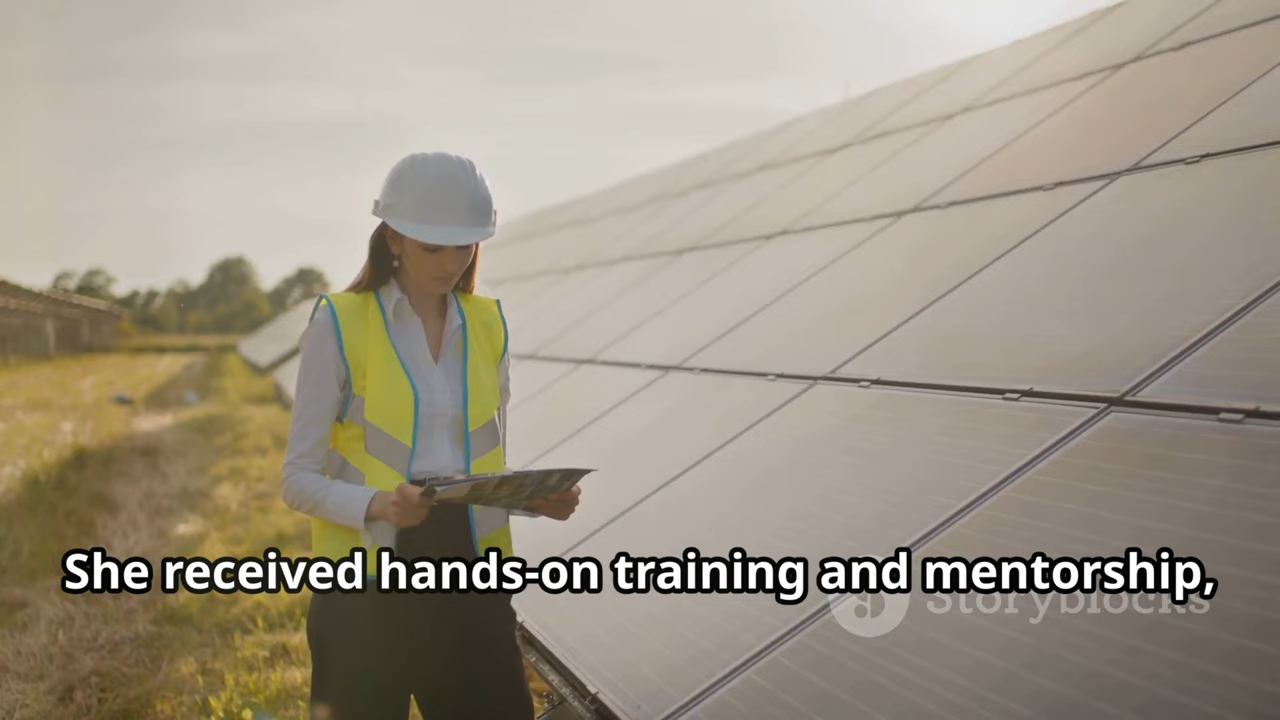 She received hands-on training and mentorship,
Storyblocks